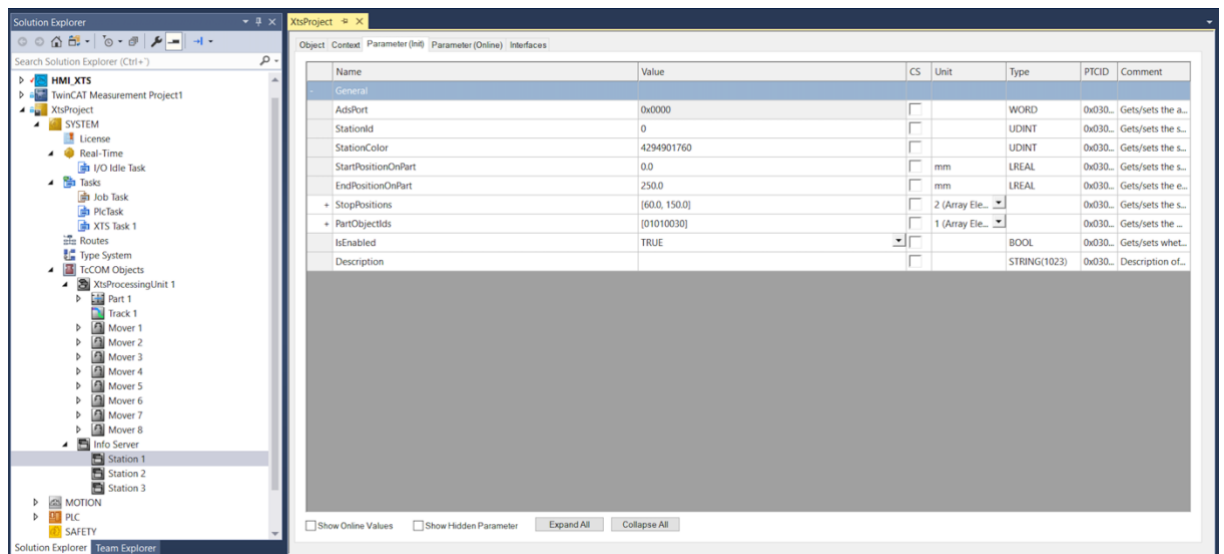 Solution Explorer
Search Solution Explorer (Ctrl+¨)
HMI_XTS
TwinCAT Measurement Project1
XtsProject
SYSTEM
License
Real-Time
I/O Idle Task
Tasks
Job Task
PlcTask
XTS Task 1
Routes
Type System
TcCOM Objects
XtsProcessingUnit 1
Part 1
Track 1
Mover 1
Mover 2
Mover 3
Mover 4
Mover 5
Mover 6
Mover 7
Mover 8
Info Server
Station 1
Station 2
Station 3
MOTION
PLC
SAFETY
Solution Explorer Team Explorer
XtsProject
Object Context Parameter (Init) Parameter (Online) Interfaces
Name Value CS Unit Type PTCID Comment
- General
AdsPort 0x0000 WORD 0x030... Gets/sets the a...
StationId 0 UDINT 0x030... Gets/sets the s...
StationColor 4294901760 UDINT 0x030... Gets/sets the s...
StartPositionOnPart 0.0 mm LREAL 0x030... Gets/sets the s...
EndPositionOnPart 250.0 mm LREAL 0x030... Gets/sets the e...
+ StopPositions [60.0, 150.0] 2 (Array Ele... 0x030... Gets/sets the s...
+ PartObjectIds [01010030] 1 (Array Ele... 0x030... Gets/sets the ...
IsEnabled TRUE BOOL 0x030... Gets/sets whet...
Description STRING(1023) 0x030... Description of...
Show Online Values Show Hidden Parameter Expand All Collapse All